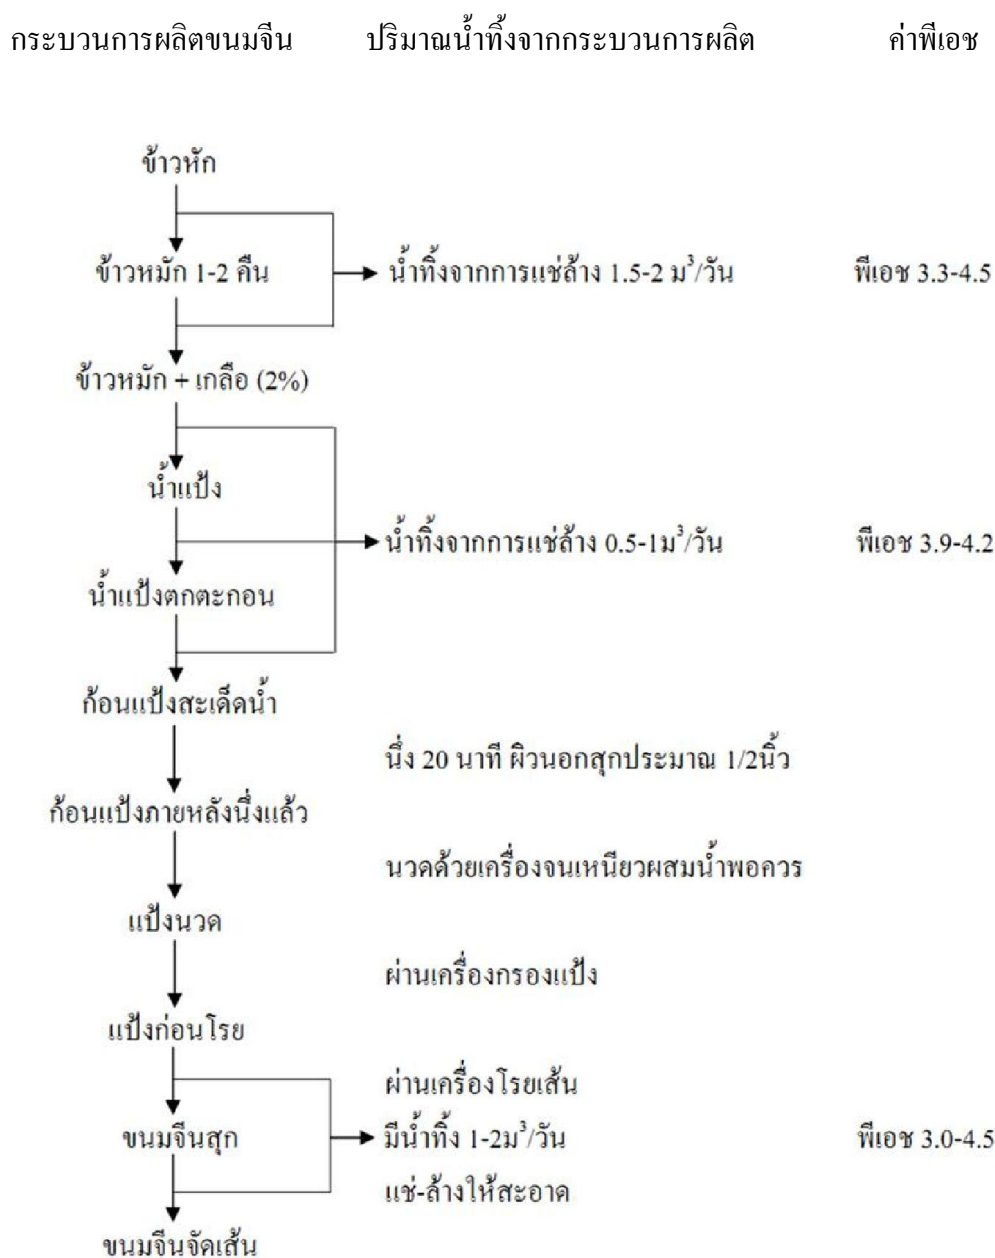 กระบวนการผลิตขนมจีน ปริมาณน้ำทิ้งจากกระบวนการผลิต ค่าพีเอช
ข้าวหัก
ข้าวหมัก 1-2 คืน น้ำทิ้งจากการแช่ล้าง 1.5-2 ม³/วัน พีเอช 3.3-4.5
ข้าวหมัก + เกลือ (2%)
น้ำแป้ง
น้ำทิ้งจากการแช่ล้าง 0.5-1ม³/วัน พีเอช 3.9-4.2
น้ำแป้งตกตะกอน
ก้อนแป้งสะเด็ดน้ำ
นึ่ง 20 นาที ผิวนอกสุกประมาณ 1/2นิ้ว
ก้อนแป้งภายหลังนึ่งแล้ว
นวดด้วยเครื่องจนเหนียวผสมน้ำพอควร
แป้งนวด
ผ่านเครื่องกรองแป้ง
แป้งก่อนโรย
ผ่านเครื่องโรยเส้น
ขนมจีนสุก มีน้ำทิ้ง 1-2ม³/วัน พีเอช 3.0-4.5
แช่-ล้างให้สะอาด
ขนมจีนจัดเส้น